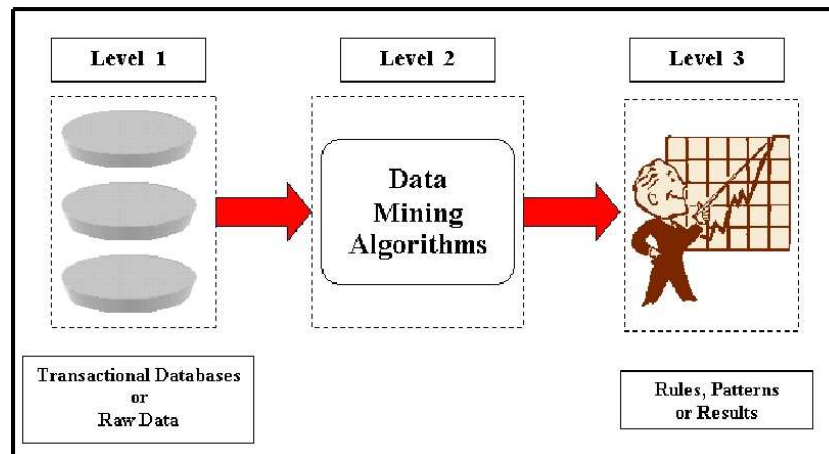 Level 1
Level 2
Level 3
Data
Mining
Algorithms
Transactional Databases
or
Raw Data
Rules, Patterns
or Results